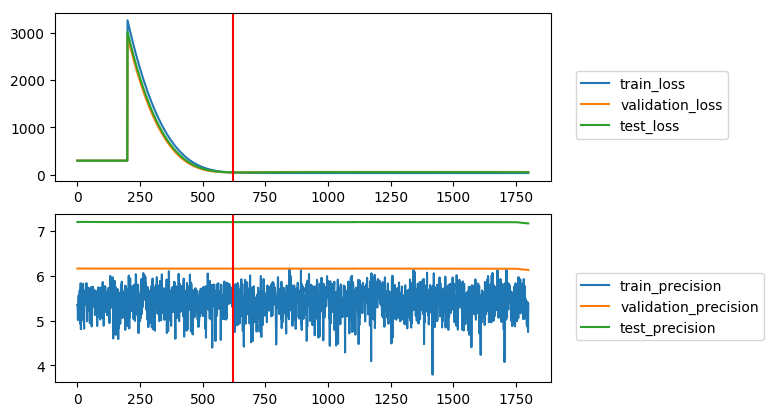 3000
2000
1000
0
0 250 500 750 1000 1250 1500 1750
train_loss
validation_loss
test_loss
7
6
5
4
0 250 500 750 1000 1250 1500 1750
train_precision
validation_precision
test_precision